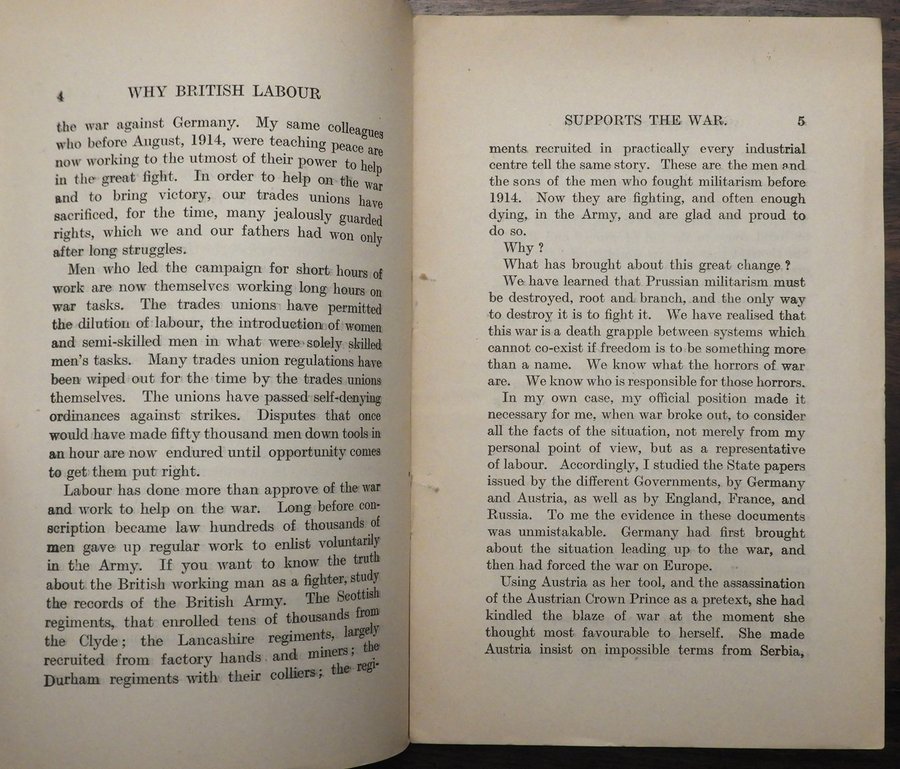 4 WHY BRITISH LABOUR
the war against Germany. My same colleagues
who before August, 1914, were teaching peace are
now working to the utmost of their power to help
in the great fight. In order to help on the war
and to bring victory, our trades unions have
sacrificed, for the time, many jealously guarded
rights, which we and our fathers had won only
after long struggles.
Men who led the campaign for short hours of
work are now themselves working long hours on
war tasks. The trades unions have permitted
the dilution of labour, the introduction of women
and semi-skilled men in what were solely skilled
men's tasks. Many trades union regulations have
been wiped out for the time by the trades unions
themselves. The unions have passed self-denying
ordinances against strikes. Disputes that once
would have made fifty thousand men down tools in
an hour are now endured until opportunity comes
to get them put right.
Labour has done more than approve of the war
and work to help on the war. Long before con-
scription became law hundreds of thousands of
men gave up regular work to enlist voluntarily
in the Army. If you want to know the truth
about the British working man as a fighter, study
the records of the British Army. The Scottish
regiments, that enrolled tens of thousands from
the Clyde; the Lancashire regiments, largely
recruited from factory hands and miners; the
Durham regiments with their colliers; the regi-
SUPPORTS THE WAR. 5
ments recruited in practically every industrial
centre tell the same story. These are the men and
the sons of the men who fought militarism before
1914. Now they are fighting, and often enough
dying, in the Army, and are glad and proud to
do so.
Why?
What has brought about this great change?
We have learned that Prussian militarism must
be destroyed, root and branch, and the only way
to destroy it is to fight it. We have realised that
this war is a death grapple between systems which
cannot co-exist if freedom is to be something more
than a name. We know what the horrors of war
are. We know who is responsible for those horrors.
In my own case, my official position made it
necessary for me, when war broke out, to consider
all the facts of the situation, not merely from my
personal point of view, but as a representative
of labour. Accordingly, I studied the State papers
issued by the different Governments, by Germany
and Austria, as well as by England, France, and
Russia. To me the evidence in these documents
was unmistakable. Germany had first brought
about the situation leading up to the war, and
then had forced the war on Europe.
Using Austria as her tool, and the assassination
of the Austrian Crown Prince as a pretext, she had
kindled the blaze of war at the moment she
thought most favourable to herself. She made
Austria insist on impossible terms from Serbia,